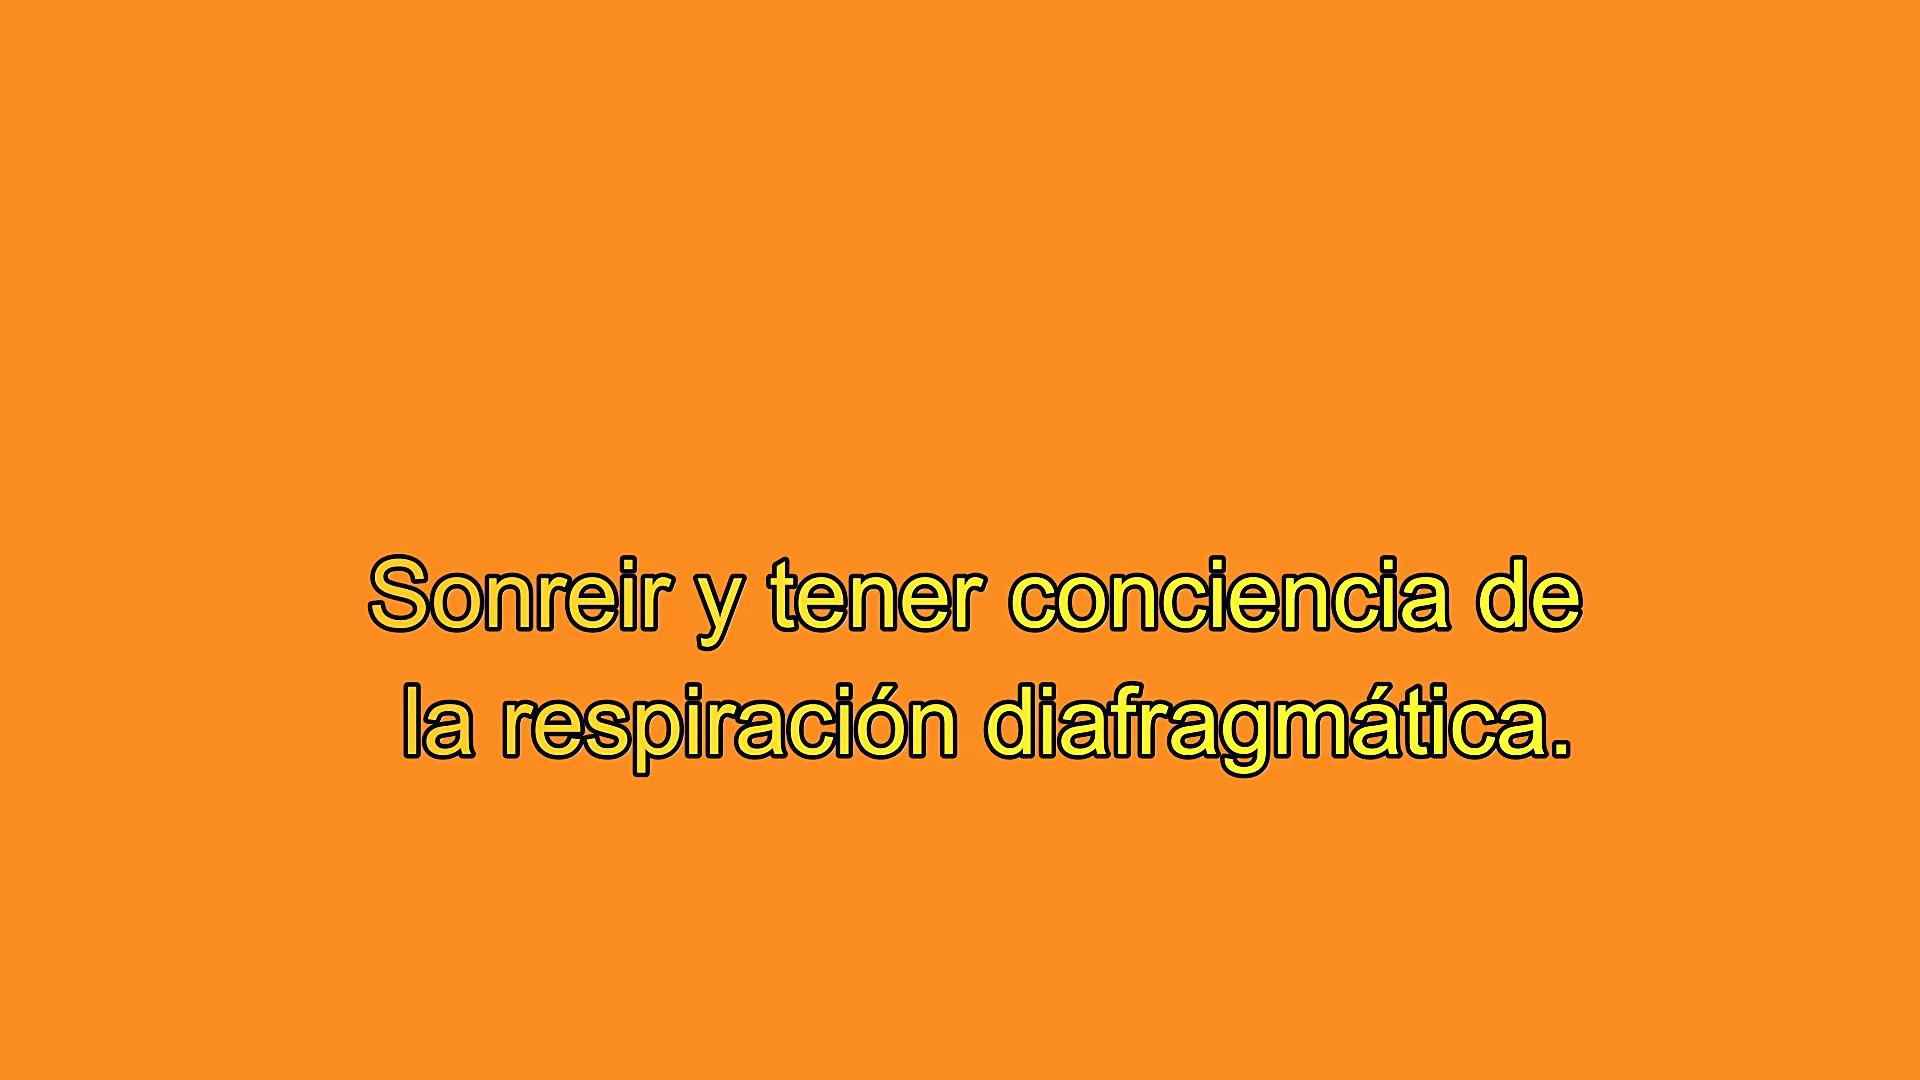 Sonreir y tener conciencia de
la respiración diafragmática.